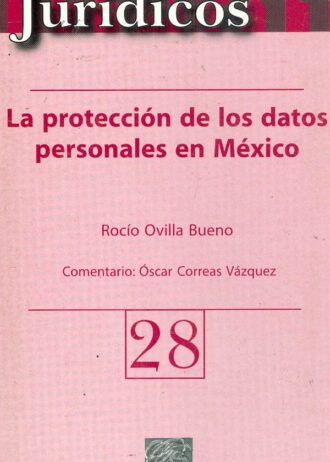 Jurídicos
La protección de los datos
personales en México
Rocío Ovilla Bueno
Comentario: Óscar Correas Vázquez
28